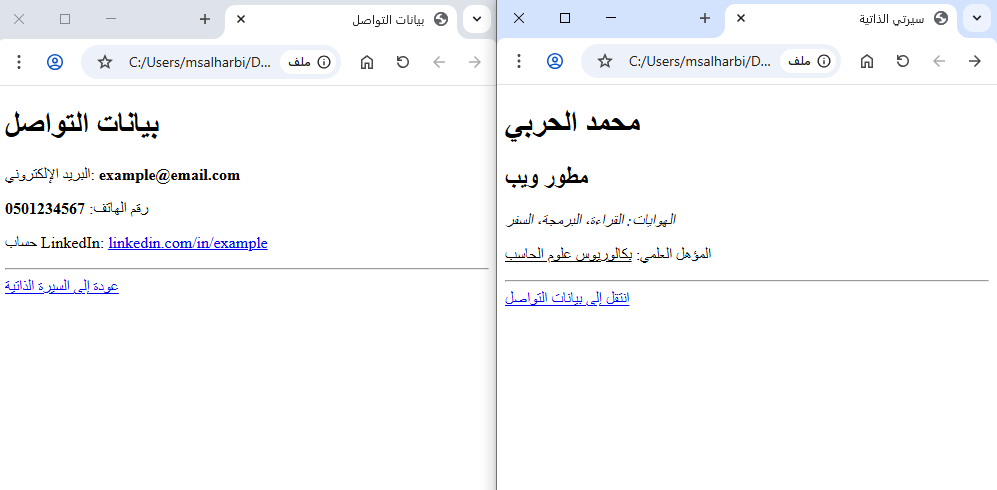 سيرتي الذاتية
ملف C:/Users/msalharbi/D...
محمد الحربي
مطور ويب
الهوايات: القراءة، البرمجة، السفر
المؤهل العلمي: بكالوريوس علوم الحاسب
انتقل إلى بيانات التواصل
بيانات التواصل
ملف C:/Users/msalharbi/D...
بيانات التواصل
البريد الإلكتروني: example@email.com
رقم الهاتف: 0501234567
حساب LinkedIn: linkedin.com/in/example
عودة إلى السيرة الذاتية